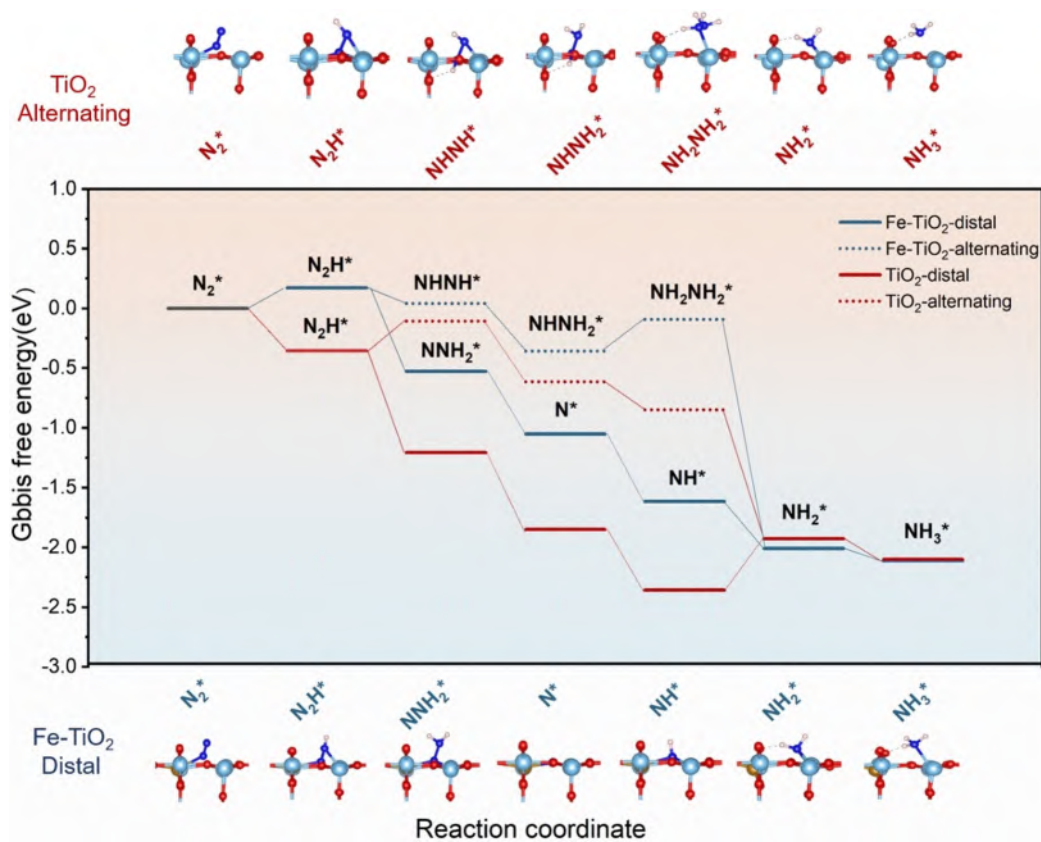 TiO2
Alternating
N2*
N2H*
NHNH*
NHNH2*
NH2NH2*
NH2*
NH3*
Gbbis free energy(eV)
1.0
0.5
0.0
-0.5
-1.0
-1.5
-2.0
-2.5
-3.0
Fe-TiO2-distal
Fe-TiO2-alternating
TiO2-distal
TiO2-alternating
N2*
N2H*
N2H*
NHNH*
NNH2*
NHNH2*
N*
NH2NH2*
NH*
NH2*
NH3*
N2*
N2H*
NNH2*
N*
NH*
NH2*
NH3*
Fe-TiO2
Distal
Reaction coordinate